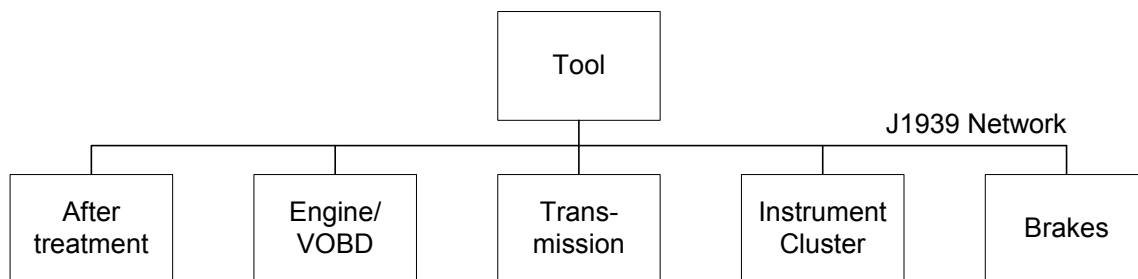 Tool
J1939 Network
After
treatment
Engine/
VOBD
Trans-
mission
Instrument
Cluster
Brakes